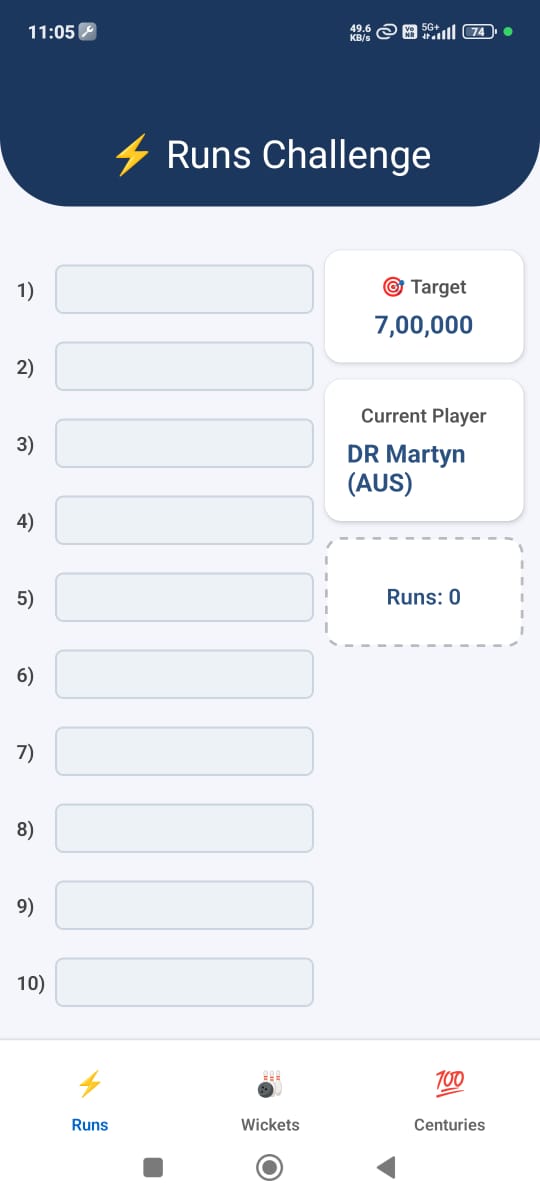 11:05
49.6 KB/s
Vo NR
5G+
74
⚡ Runs Challenge
1)
🎯 Target
7,00,000
2)
Current Player
3)
DR Martyn
(AUS)
4)
5)
Runs: 0
6)
7)
8)
9)
10)
💯
Runs
Wickets
Centuries